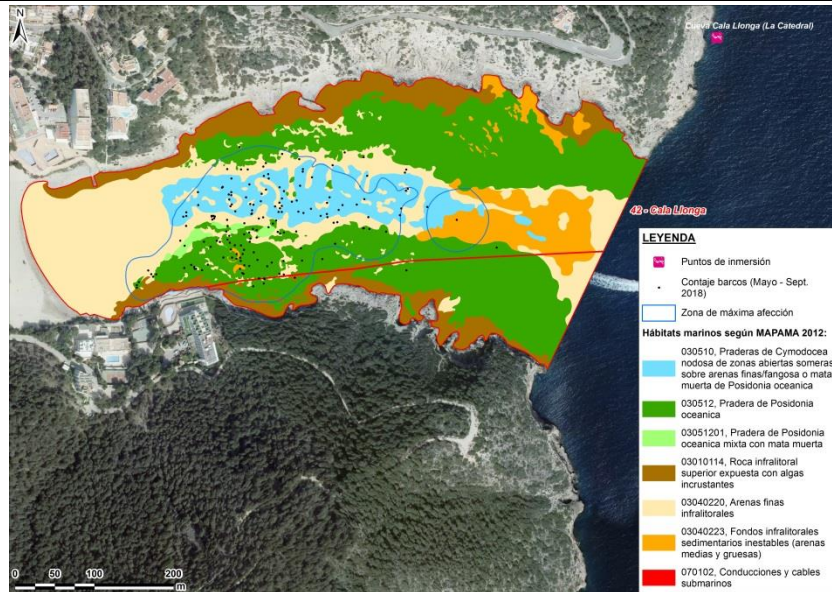 N
Cueva Cala Llonga (La Catedral)
42 - Cala Llonga
LEYENDA
Puntos de inmersión
Contaje barcos (Mayo - Sept.
2018)
Zona de máxima afección
Hábitats marinos según MAPAMA 2012:
030510, Praderas de Cymodocea
nodosa de zonas abiertas someras
sobre arenas finas/fangosa o mata
muerta de Posidonia oceanica
030512, Pradera de Posidonia
oceanica
03051201, Pradera de Posidonia
oceanica mixta con mata muerta
03010114, Roca infralitoral
superior expuesta con algas
incrustantes
03040220, Arenas finas
infralitorales
03040223, Fondos infralitorales
sedimentarios inestables (arenas
medias y gruesas)
070102, Conducciones y cables
submarinos
0 50 100 200
m